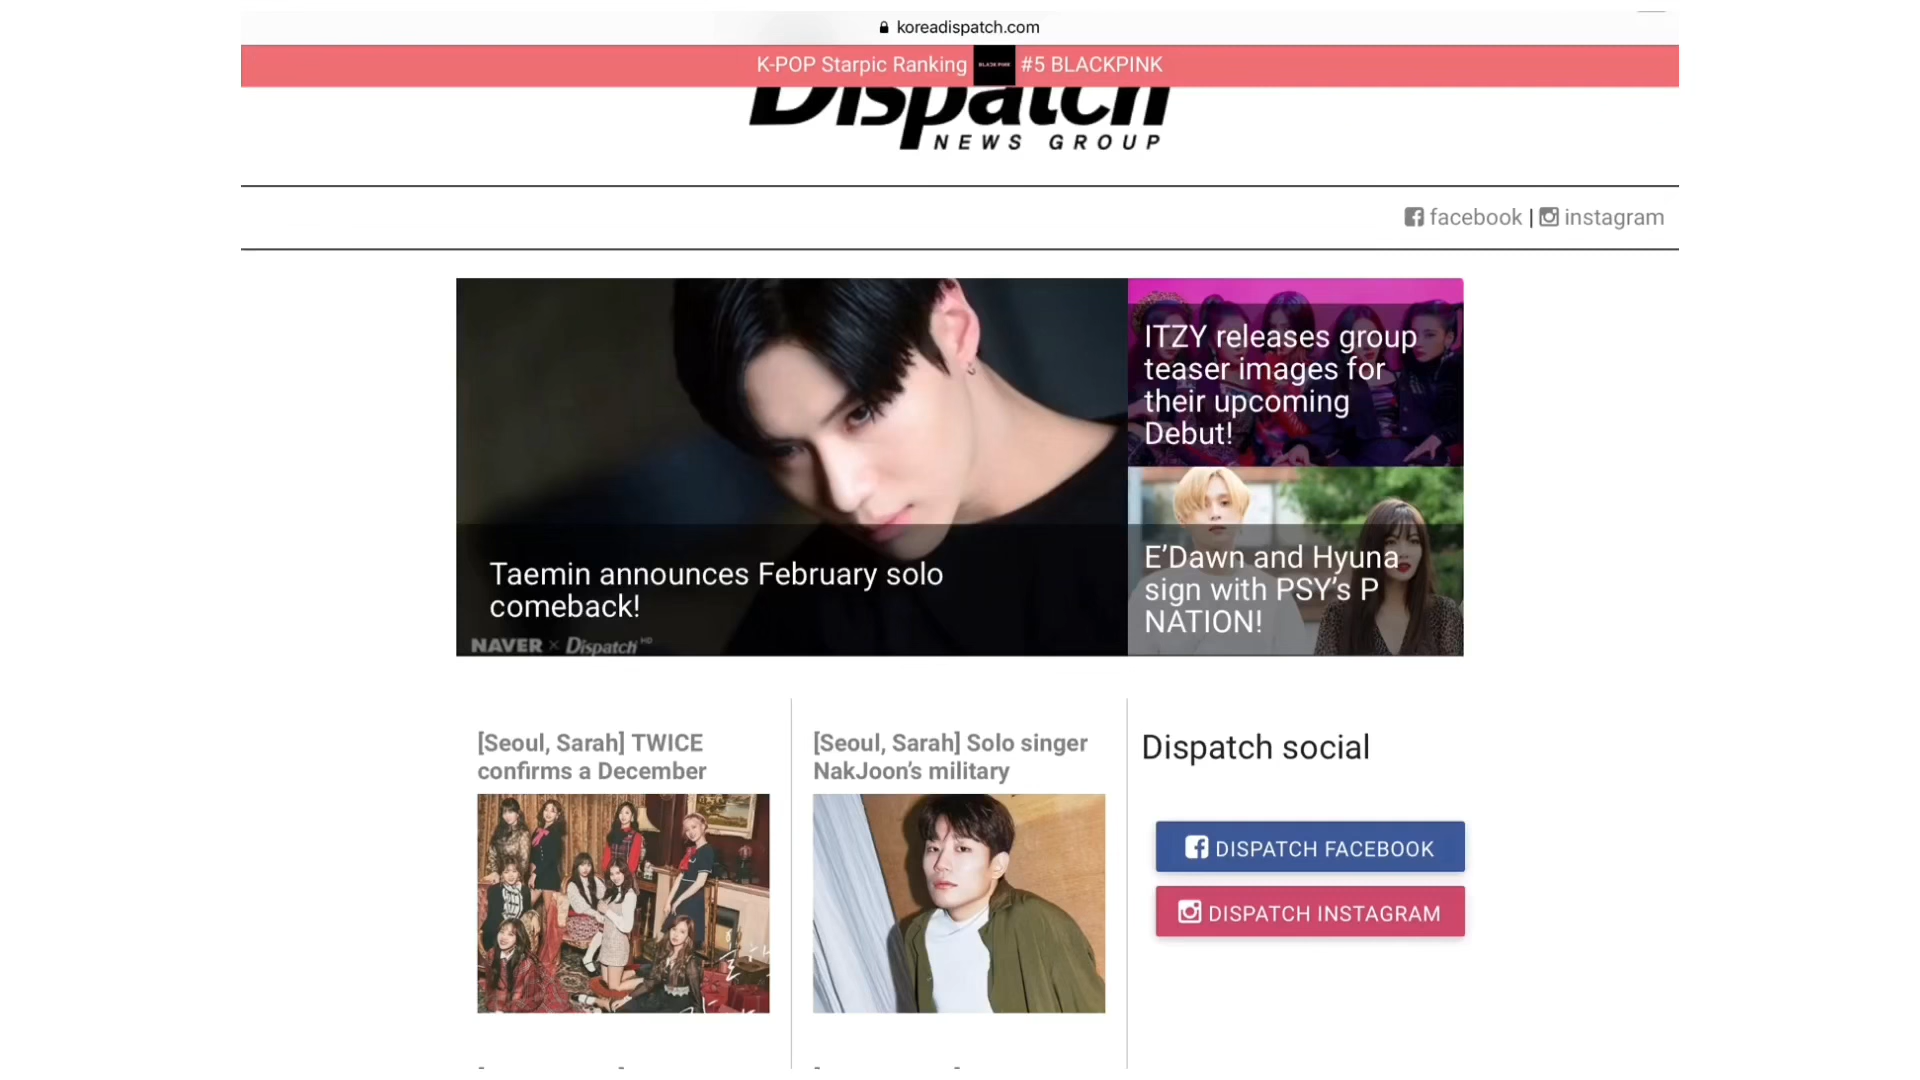 koreadispatch.com
K-POP Starpic Ranking BLACKPINK #5 BLACKPINK
Dispatch
NEWS GROUP
facebook | instagram
Taemin announces February solo
comeback!
NAVER × Dispatch HD
ITZY releases group
teaser images for
their upcoming
Debut!
E’Dawn and Hyuna
sign with PSY’s P
NATION!
[Seoul, Sarah] TWICE
confirms a December
[Seoul, Sarah] Solo singer
NakJoon’s military
Dispatch social
DISPATCH FACEBOOK
DISPATCH INSTAGRAM